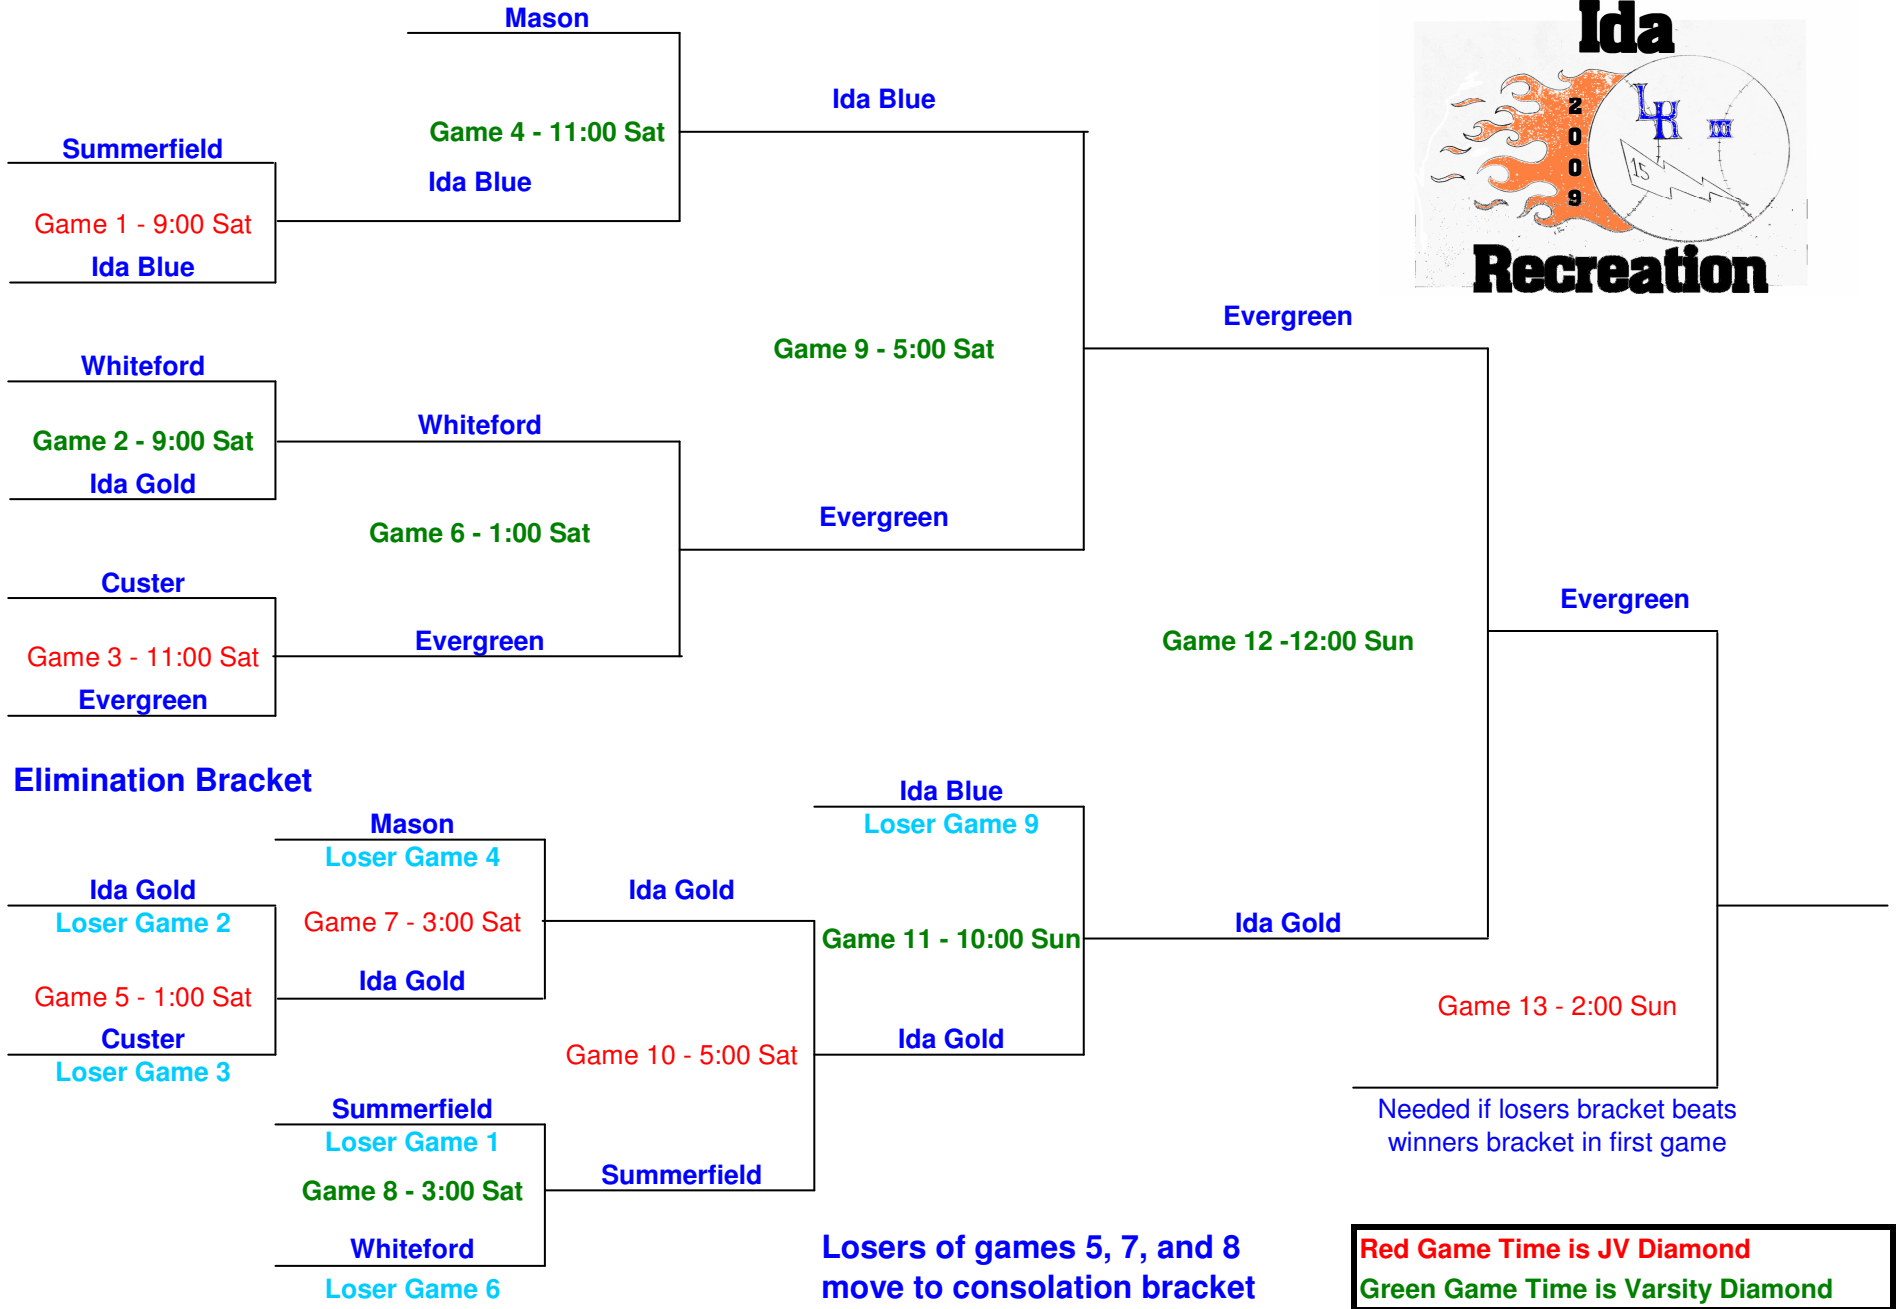 Mason
Ida
Ida Blue
2
0
0
9
LK
15
Game 4 - 11:00 Sat
Summerfield
Ida Blue
Game 1 - 9:00 Sat
Ida Blue
Recreation
Evergreen
Game 9 - 5:00 Sat
Whiteford
Whiteford
Game 2 - 9:00 Sat
Ida Gold
Evergreen
Game 6 - 1:00 Sat
Custer
Evergreen
Evergreen
Game 12 -12:00 Sun
Game 3 - 11:00 Sat
Evergreen
Elimination Bracket
Ida Blue
Loser Game 9
Mason
Loser Game 4
Ida Gold
Loser Game 2
Ida Gold
Game 7 - 3:00 Sat
Ida Gold
Game 11 - 10:00 Sun
Ida Gold
Game 5 - 1:00 Sat
Game 13 - 2:00 Sun
Custer
Loser Game 3
Ida Gold
Game 10 - 5:00 Sat
Summerfield
Loser Game 1
Needed if losers bracket beats
winners bracket in first game
Game 8 - 3:00 Sat
Summerfield
Whiteford
Loser Game 6
Losers of games 5, 7, and 8
move to consolation bracket
Red Game Time is JV Diamond
Green Game Time is Varsity Diamond